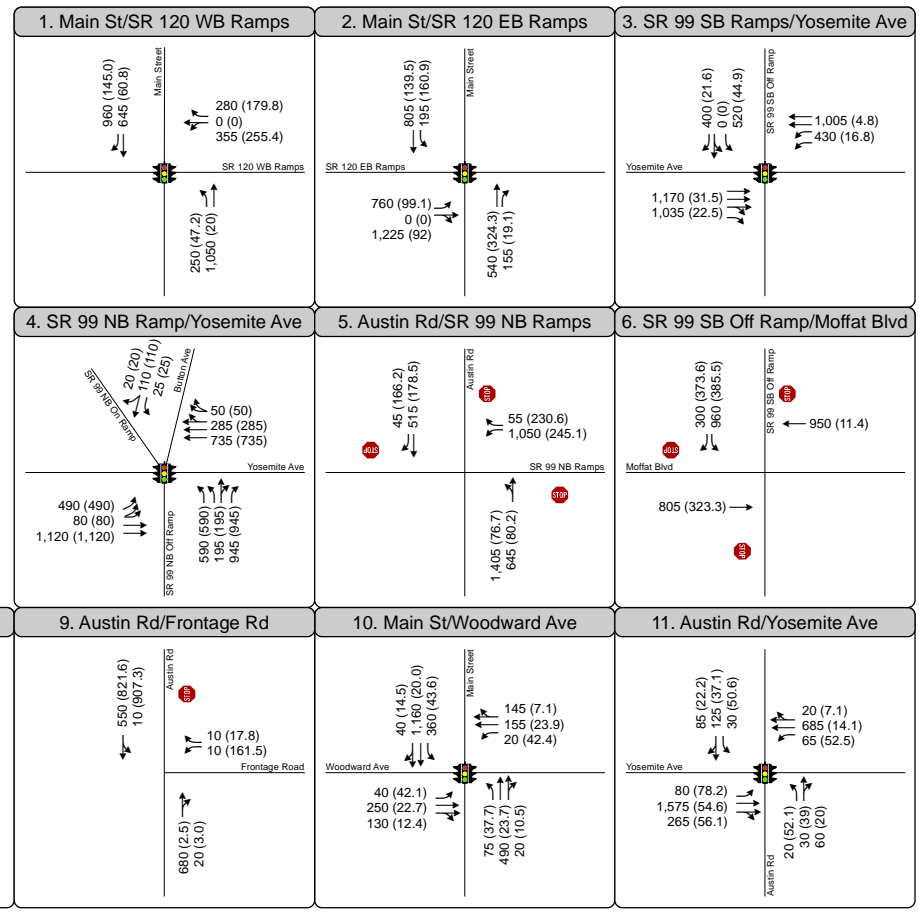 1. Main St/SR 120 WB Ramps
960 (145.0)
645 (60.8)
Main Street
280 (179.8)
0 (0)
355 (255.4)
SR 120 WB Ramps
250 (47.2)
1,050 (20)
2. Main St/SR 120 EB Ramps
805 (139.5)
195 (160.9)
Main Street
SR 120 EB Ramps
760 (99.1)
0 (0)
1,225 (92)
540 (324.3)
155 (19.1)
3. SR 99 SB Ramps/Yosemite Ave
400 (21.6)
0 (0)
520 (44.9)
SR 99 SB Off Ramp
1,005 (4.8)
430 (16.8)
Yosemite Ave
1,170 (31.5)
1,035 (22.5)
4. SR 99 NB Ramp/Yosemite Ave
20 (20)
110 (110)
25 (25)
SR 99 NB On Ramp
Button Ave
50 (50)
285 (285)
735 (735)
Yosemite Ave
490 (490)
80 (80)
1,120 (1,120)
SR 99 NB Off Ramp
590 (590)
195 (195)
945 (945)
5. Austin Rd/SR 99 NB Ramps
45 (166.2)
515 (178.5)
Austin Rd
STOP
55 (230.6)
1,050 (245.1)
STOP
SR 99 NB Ramps
STOP
1,405 (76.7)
645 (80.2)
6. SR 99 SB Off Ramp/Moffat Blvd
300 (373.6)
960 (385.5)
SR 99 SB Off Ramp
STOP
950 (11.4)
STOP
Moffat Blvd
805 (323.3)
STOP
9. Austin Rd/Frontage Rd
550 (821.6)
10 (907.3)
Austin Rd
STOP
10 (17.8)
10 (161.5)
Frontage Road
680 (2.5)
20 (3.0)
10. Main St/Woodward Ave
40 (14.5)
1,160 (20.0)
360 (43.6)
Main Street
145 (7.1)
155 (23.9)
20 (42.4)
Woodward Ave
40 (42.1)
250 (22.7)
130 (12.4)
75 (37.7)
490 (23.7)
20 (10.5)
11. Austin Rd/Yosemite Ave
85 (22.2)
125 (37.1)
30 (50.6)
20 (7.1)
685 (14.1)
65 (52.5)
Yosemite Ave
80 (78.2)
1,575 (54.6)
265 (56.1)
Austin Rd
20 (52.1)
30 (39)
60 (20)